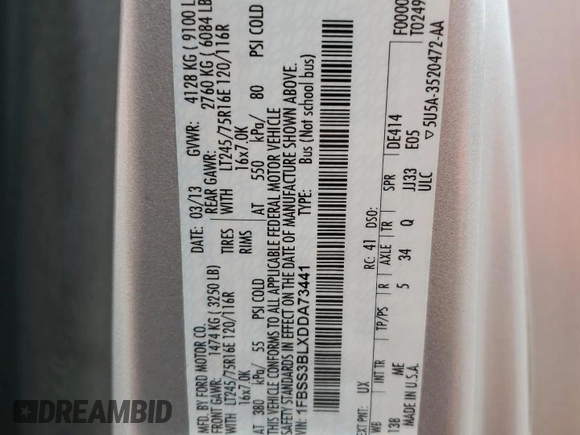 MFD. BY FORD MOTOR CO.
DATE: 03/13 GVWR: 4128 KG ( 9100 L
FRONT GAWR: 1474 KG ( 3250 LB) REAR GAWR: 2760 KG ( 6084 LB
LT245/75R16E 120/116R TIRES WITH LT245/75R16E 120/116R
16x7.0K RIMS 16x7.0K
AT 380 kPa/ 55 PSI COLD AT 550 kPa/ 80 PSI COLD
THIS VEHICLE CONFORMS TO ALL APPLICABLE FEDERAL MOTOR VEHICLE
SAFETY STANDARDS IN EFFECT ON THE DATE OF MANUFACTURE SHOWN ABOVE.
VIN: 1FBSS3BLXDDA73441 TYPE: Bus (Not school bus)
F0000
T0249
EXT PNT: UX RC: 41 DSO:
WB INT TR TP/PS R AXLE TR SPR DE414
138 ME 5 34 Q JJ33 E05
MADE IN U.S.A. ULC ▽5U5A-3520472-AA
DREAMBID